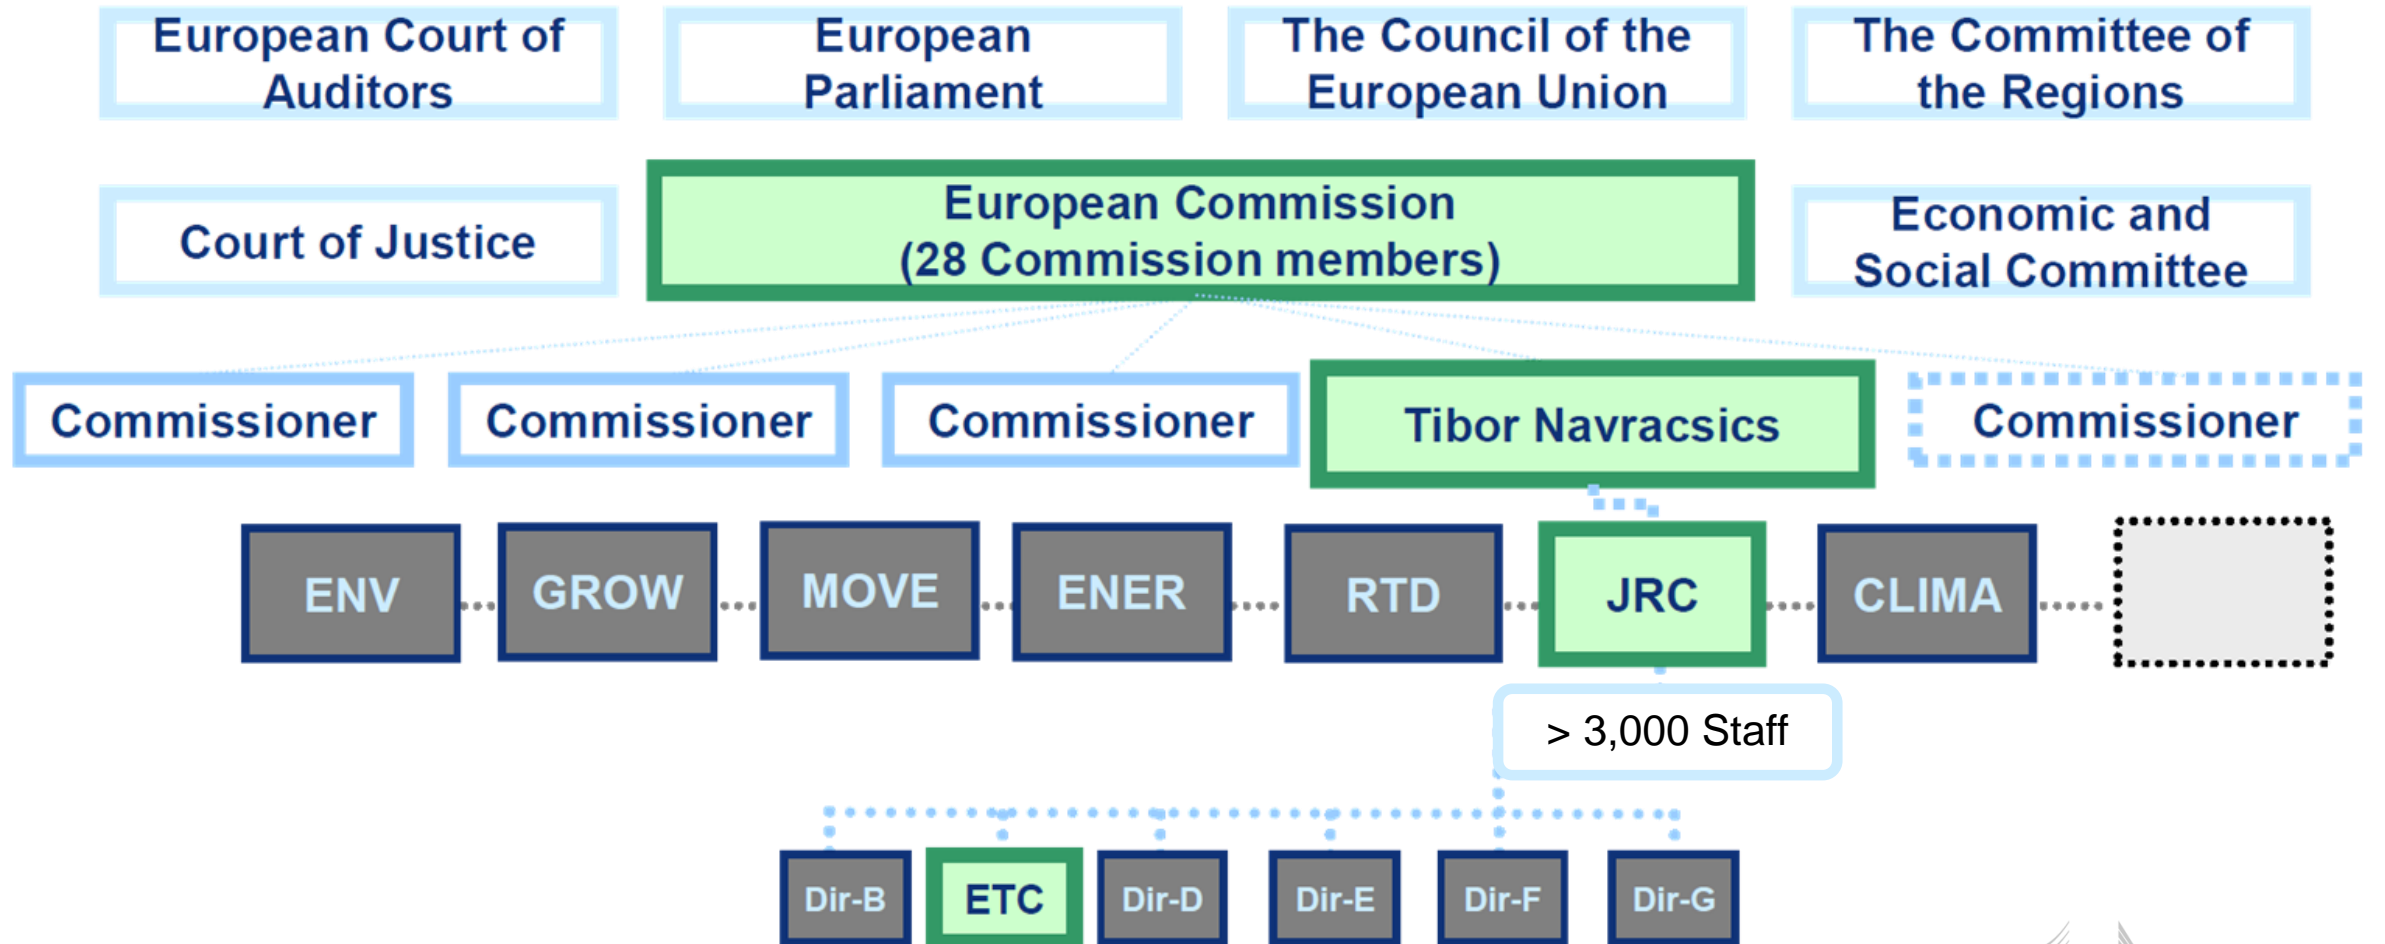 European Court of
Auditors
European
Parliament
The Council of the
European Union
The Committee of
the Regions
Court of Justice
European Commission
(28 Commission members)
Economic and
Social Committee
Commissioner
Commissioner
Commissioner
Tibor Navracsics
Commissioner
ENV
GROW
MOVE
ENER
RTD
JRC
CLIMA
> 3,000 Staff
Dir-B
ETC
Dir-D
Dir-E
Dir-F
Dir-G